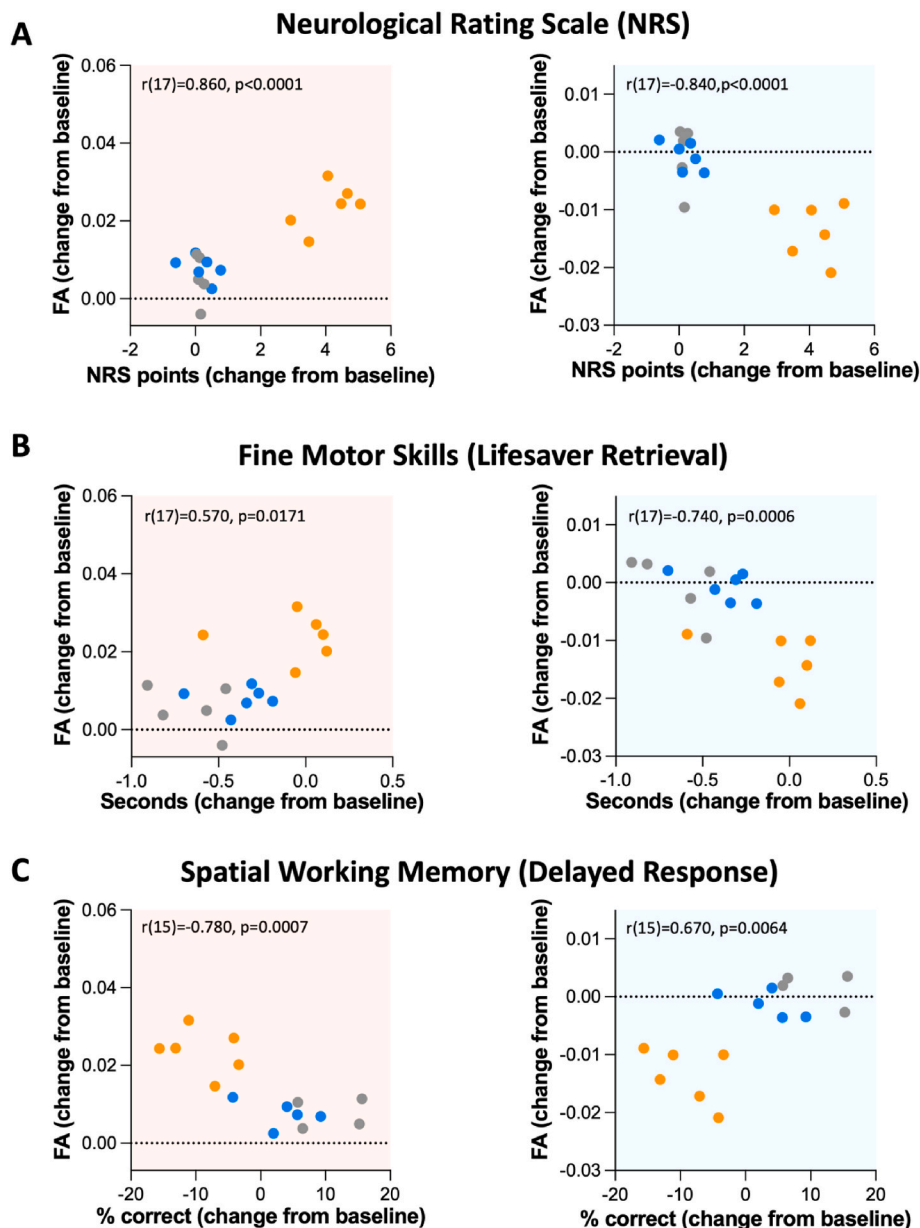 A
Neurological Rating Scale (NRS)
r(17)=0.860, p<0.0001
FA (change from baseline)
0.06
0.04
0.02
0.00
-2
0
2
4
6
NRS points (change from baseline)
r(17)=-0.840,p<0.0001
FA (change from baseline)
0.01
0.00
-0.01
-0.02
-0.03
-2
0
2
4
6
NRS points (change from baseline)
B
Fine Motor Skills (Lifesaver Retrieval)
r(17)=0.570, p=0.0171
FA (change from baseline)
0.06
0.04
0.02
0.00
-1.0
-0.5
0.0
0.5
Seconds (change from baseline)
r(17)=-0.740, p=0.0006
FA (change from baseline)
0.01
0.00
-0.01
-0.02
-0.03
-1.0
-0.5
0.0
0.5
Seconds (change from baseline)
C
Spatial Working Memory (Delayed Response)
r(15)=-0.780, p=0.0007
FA (change from baseline)
0.06
0.04
0.02
0.00
-20
-10
0
10
20
% correct (change from baseline)
r(15)=0.670, p=0.0064
FA (change from baseline)
0.01
0.00
-0.01
-0.02
-0.03
-20
-10
0
10
20
% correct (change from baseline)